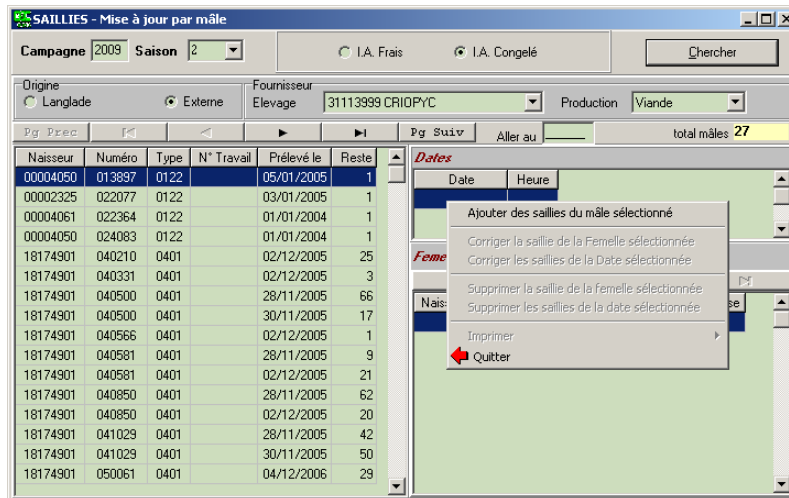 SAILLIES - Mise à jour par mâle
Campagne 2009 Saison 2 I.A. Frais I.A. Congelé Chercher
Origine Fournisseur
Langlade Externe Elevage 31113999 CRIOPYC Production Viande
Pg Prec Pg Suiv Aller au total mâles 27
Naisseur Numéro Type N° Travail Prélevé le Reste Dates
00004050 013897 0122 05/01/2005 1 Date Heure
00002325 022077 0122 03/01/2005 1
00004061 022364 0122 01/01/2004 1 Ajouter des saillies du mâle sélectionné
00004050 024083 0122 01/01/2004 1 Corriger la saillie de la Femelle sélectionnée
18174901 040210 0401 02/12/2005 25 Feme Corriger les saillies de la Date sélectionnée
18174901 040331 0401 02/12/2005 3 Supprimer la saillie de la femelle sélectionnée
18174901 040500 0401 28/11/2005 66 Nais Supprimer les saillies de la date sélectionnée se
18174901 040500 0401 30/11/2005 17
18174901 040566 0401 02/12/2005 1 Imprimer
18174901 040581 0401 28/11/2005 9 Quitter
18174901 040581 0401 02/12/2005 21
18174901 040850 0401 28/11/2005 62
18174901 040850 0401 02/12/2005 20
18174901 041029 0401 28/11/2005 42
18174901 041029 0401 30/11/2005 50
18174901 050061 0401 04/12/2006 29